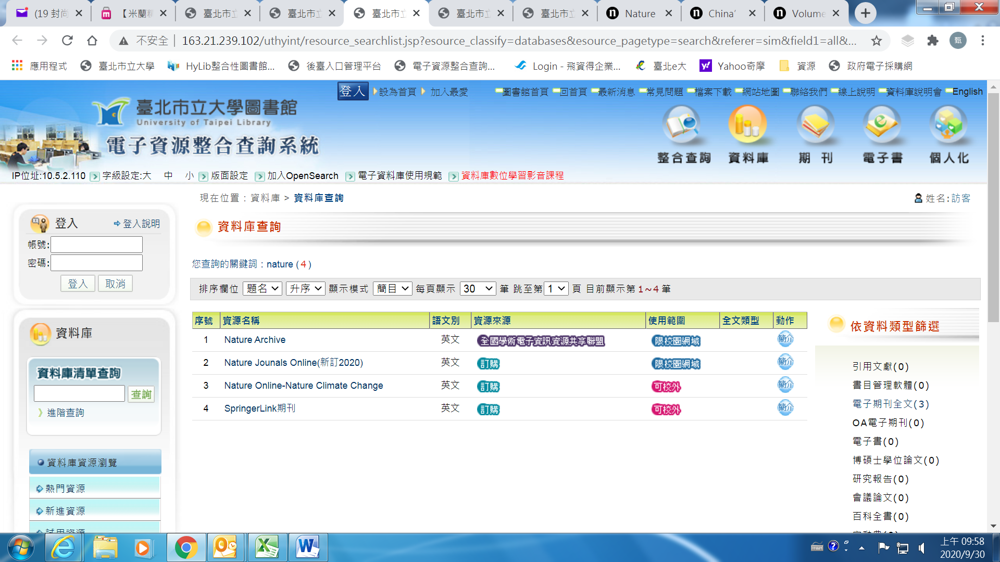 (19 封尚
【米蘭精
臺北市立
臺北市立
臺北市立
臺北市立
臺北市立
Nature
China'
Volume
不安全
163.21.239.102/uthyint/resource_searchlist.jsp?esource_classify=databases&esource_pagetype=search&referer=sim&field1=all&...
甄
應用程式
臺北市立大學
HyLib整合性圖書館...
後臺入口管理平台
電子資源整合查詢...
Login - 飛資得企業...
臺北e大
Yahoo奇摩
資源
政府電子採購網
登入
設為首頁
加入最愛
圖書館首頁
回首頁
最新消息
常見問題
檔案下載
網站地圖
聯絡我們
線上說明
資料庫說明會
English
臺北市立大學圖書館
University of Taipei Library
電子資源整合查詢系統
整合查詢
資料庫
期 刊
電子書
個人化
IP位址:10.5.2.110
字級設定:大 中 小
版面設定
加入OpenSearch
電子資料庫使用規範
資料庫數位學習影音課程
現在位置：資料庫 > 資料庫查詢
姓名:訪客
登入
登入說明
帳號:
密碼:
登入
取消
資料庫
資料庫清單查詢
查詢
》進階查詢
資料庫資源瀏覽
熱門資源
新進資源
試用資源
資料庫查詢
您查詢的關鍵詞：nature ( 4 )
排序欄位 題名 升序 顯示模式 簡目 每頁顯示 30 筆 跳至第 1 頁 目前顯示第 1～4 筆
序號 資源名稱 語文別 資源來源 使用範圍 全文類型 動作
1 Nature Archive 英文 全國學術電子資訊資源共享聯盟 限校園網域 簡介
2 Nature Jounals Online(新訂2020) 英文 訂購 限校園網域 簡介
3 Nature Online-Nature Climate Change 英文 訂購 可校外 簡介
4 SpringerLink期刊 英文 訂購 可校外 簡介
依資料類型篩選
引用文獻(0)
書目管理軟體(0)
電子期刊全文(3)
OA電子期刊(0)
電子書(0)
博碩士學位論文(0)
研究報告(0)
會議論文(0)
百科全書(0)
上午 09:58
2020/9/30